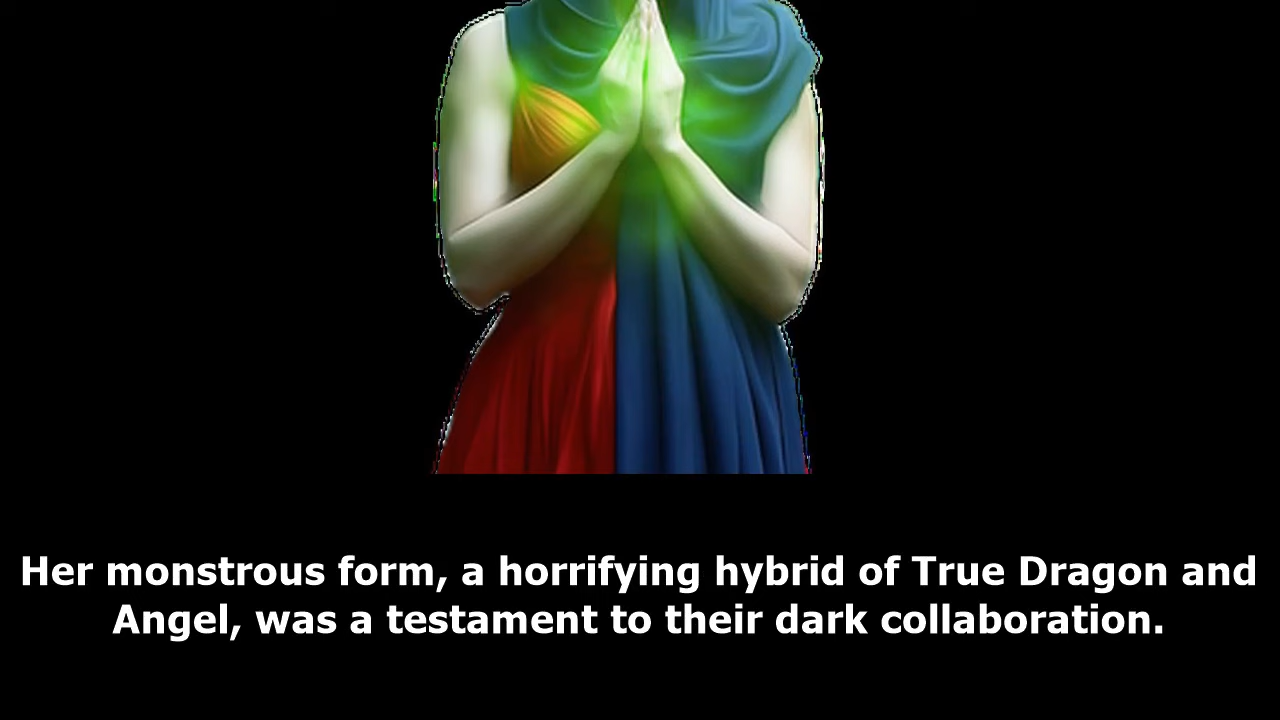 Her monstrous form, a horrifying hybrid of True Dragon and
Angel, was a testament to their dark collaboration.